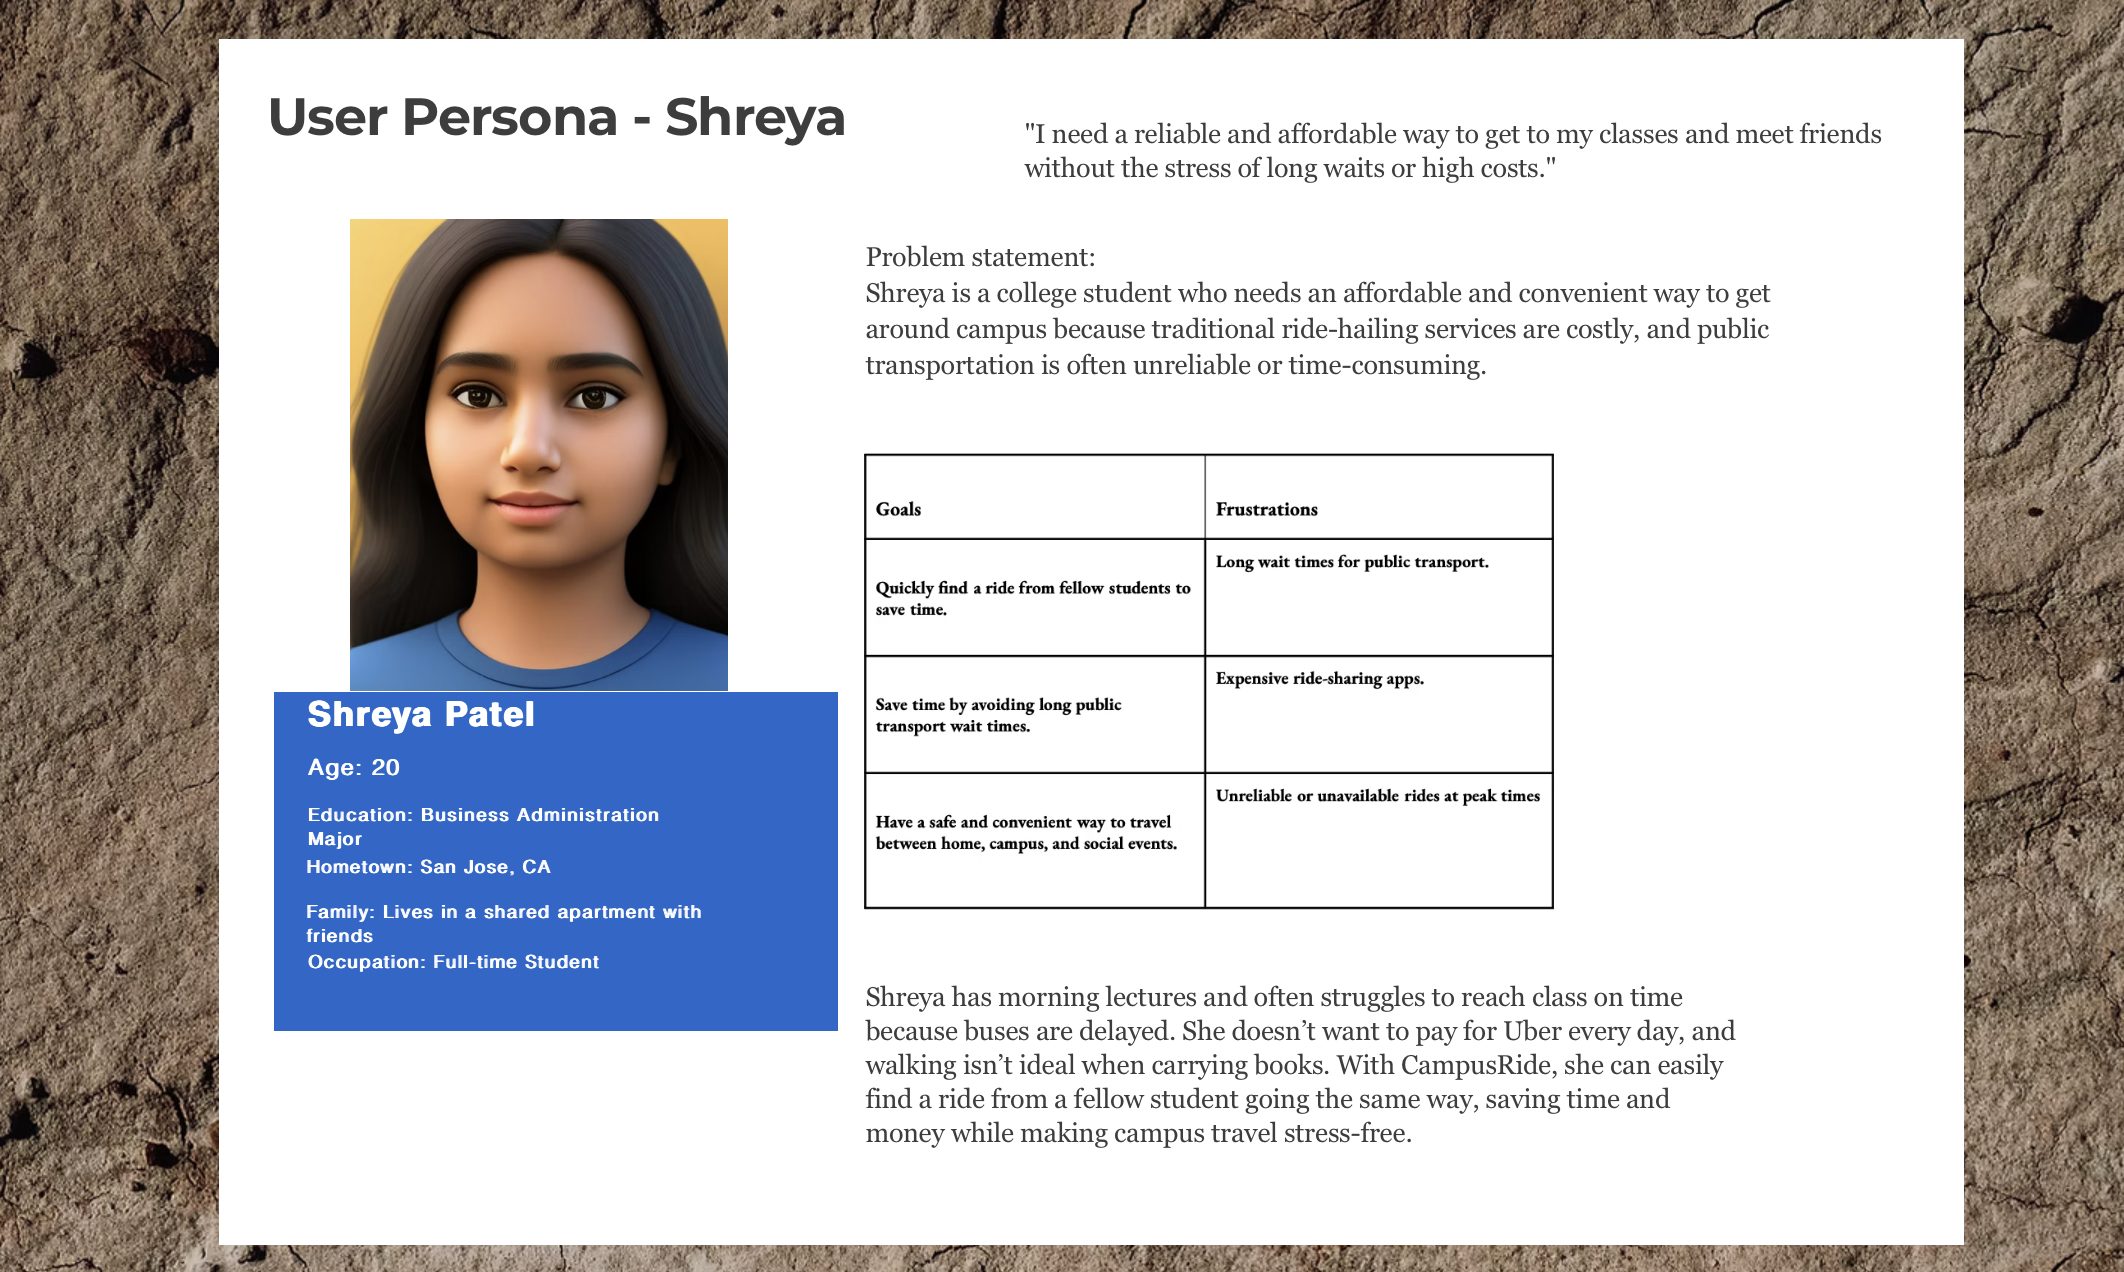 User Persona - Shreya
"I need a reliable and affordable way to get to my classes and meet friends
without the stress of long waits or high costs."
Problem statement:
Shreya is a college student who needs an affordable and convenient way to get
around campus because traditional ride-hailing services are costly, and public
transportation is often unreliable or time-consuming.
Shreya Patel
Age: 20
Education: Business Administration
Major
Hometown: San Jose, CA
Family: Lives in a shared apartment with
friends
Occupation: Full-time Student
Goals
Frustrations
Quickly find a ride from fellow students to
save time.
Long wait times for public transport.
Save time by avoiding long public
transport wait times.
Expensive ride-sharing apps.
Have a safe and convenient way to travel
between home, campus, and social events.
Unreliable or unavailable rides at peak times
Shreya has morning lectures and often struggles to reach class on time
because buses are delayed. She doesn’t want to pay for Uber every day, and
walking isn’t ideal when carrying books. With CampusRide, she can easily
find a ride from a fellow student going the same way, saving time and
money while making campus travel stress-free.